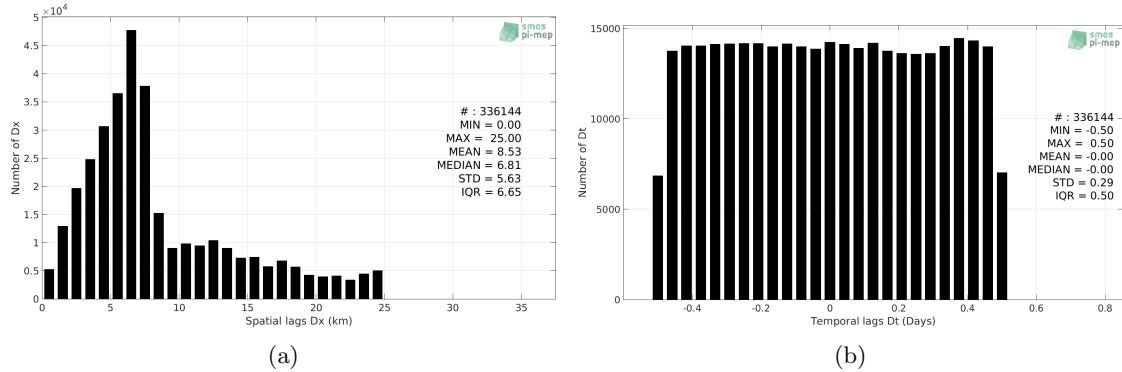 ×10⁴
5
4.5
4
3.5
3
2.5
2
1.5
1
0.5
0
Number of Dx
smos
pi-mep
# : 336144
MIN = 0.00
MAX = 25.00
MEAN = 8.53
MEDIAN = 6.81
STD = 5.63
IQR = 6.65
0 5 10 15 20 25 30 35
Spatial lags Dx (km)
(a)
15000
10000
5000
0
Number of Dt
smos
pi-mep
# : 336144
MIN = -0.50
MAX = 0.50
MEAN = -0.00
MEDIAN = -0.00
STD = 0.29
IQR = 0.50
-0.4 -0.2 0 0.2 0.4 0.6 0.8
Temporal lags Dt (Days)
(b)